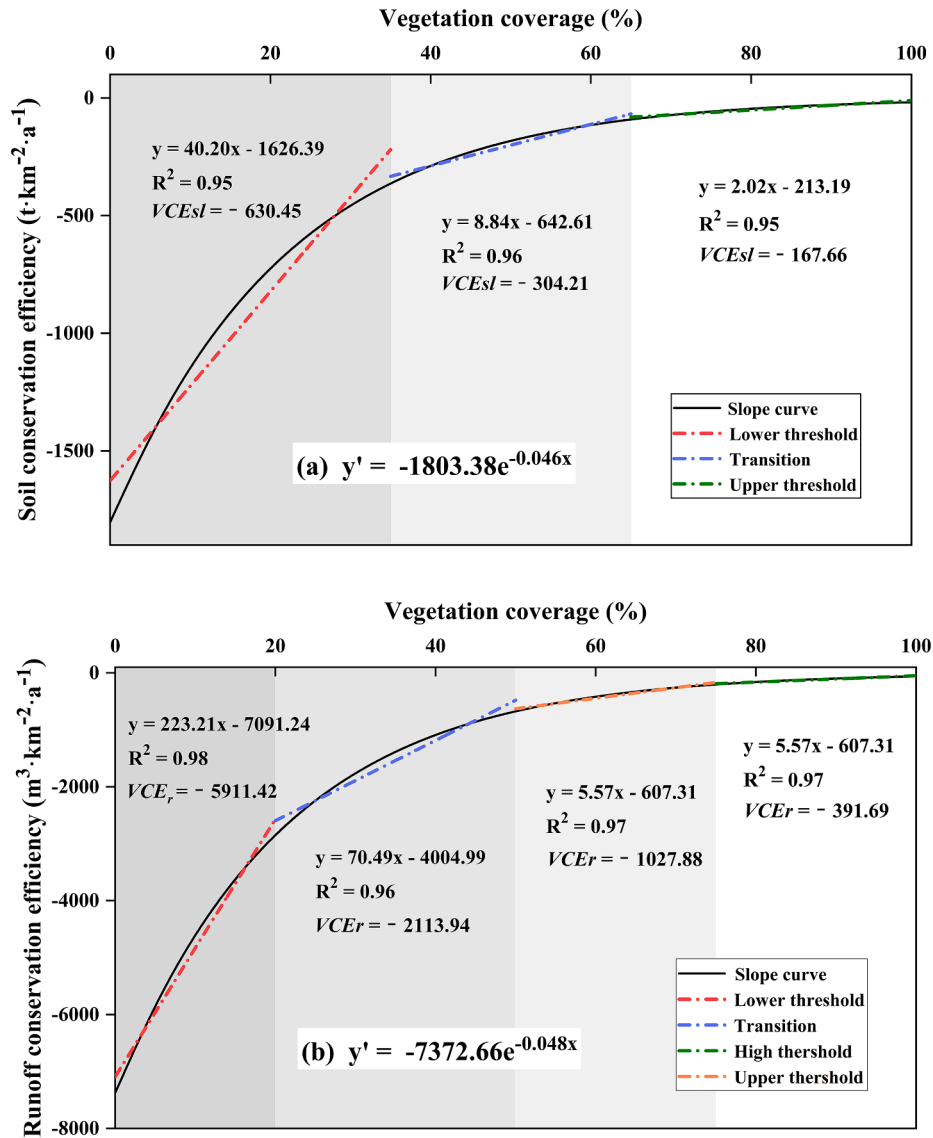 Vegetation coverage (%)
0 20 40 60 80 100
Soil conservation efficiency (t·km⁻²·a⁻¹)
0
-500
-1000
-1500
y = 40.20x - 1626.39
R² = 0.95
VCEsl = - 630.45
y = 8.84x - 642.61
R² = 0.96
VCEsl = - 304.21
y = 2.02x - 213.19
R² = 0.95
VCEsl = - 167.66
Slope curve
Lower threshold
Transition
Upper threshold
(a) y' = -1803.38e^-0.046x
Vegetation coverage (%)
0 20 40 60 80 100
Runoff conservation efficiency (m³·km⁻²·a⁻¹)
0
-2000
-4000
-6000
-8000
y = 223.21x - 7091.24
R² = 0.98
VCEᵣ = - 5911.42
y = 70.49x - 4004.99
R² = 0.96
VCEr = - 2113.94
y = 5.57x - 607.31
R² = 0.97
VCEr = - 1027.88
y = 5.57x - 607.31
R² = 0.97
VCEr = - 391.69
Slope curve
Lower threshold
Transition
High thershold
Upper thershold
(b) y' = -7372.66e^-0.048x